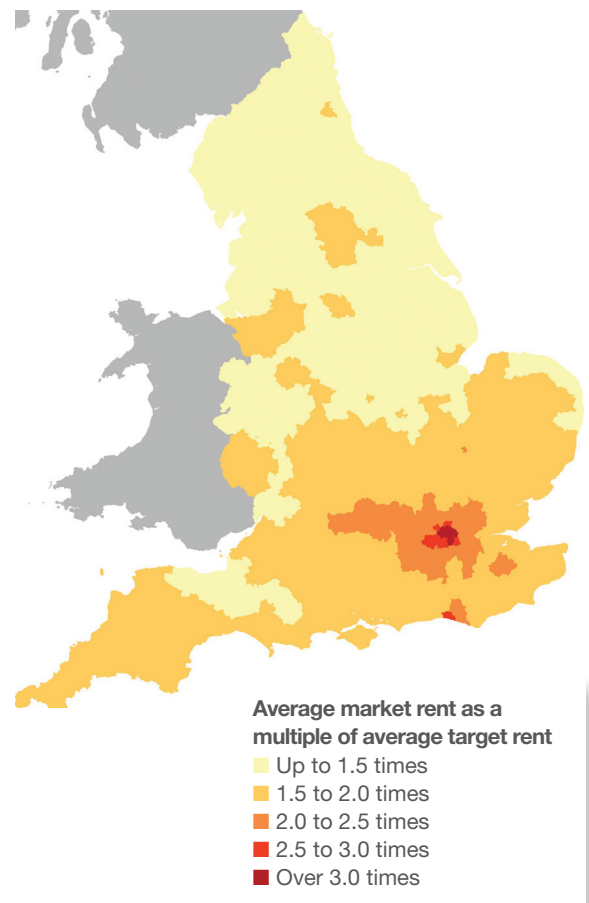 Average market rent as a
multiple of average target rent
Up to 1.5 times
1.5 to 2.0 times
2.0 to 2.5 times
2.5 to 3.0 times
Over 3.0 times